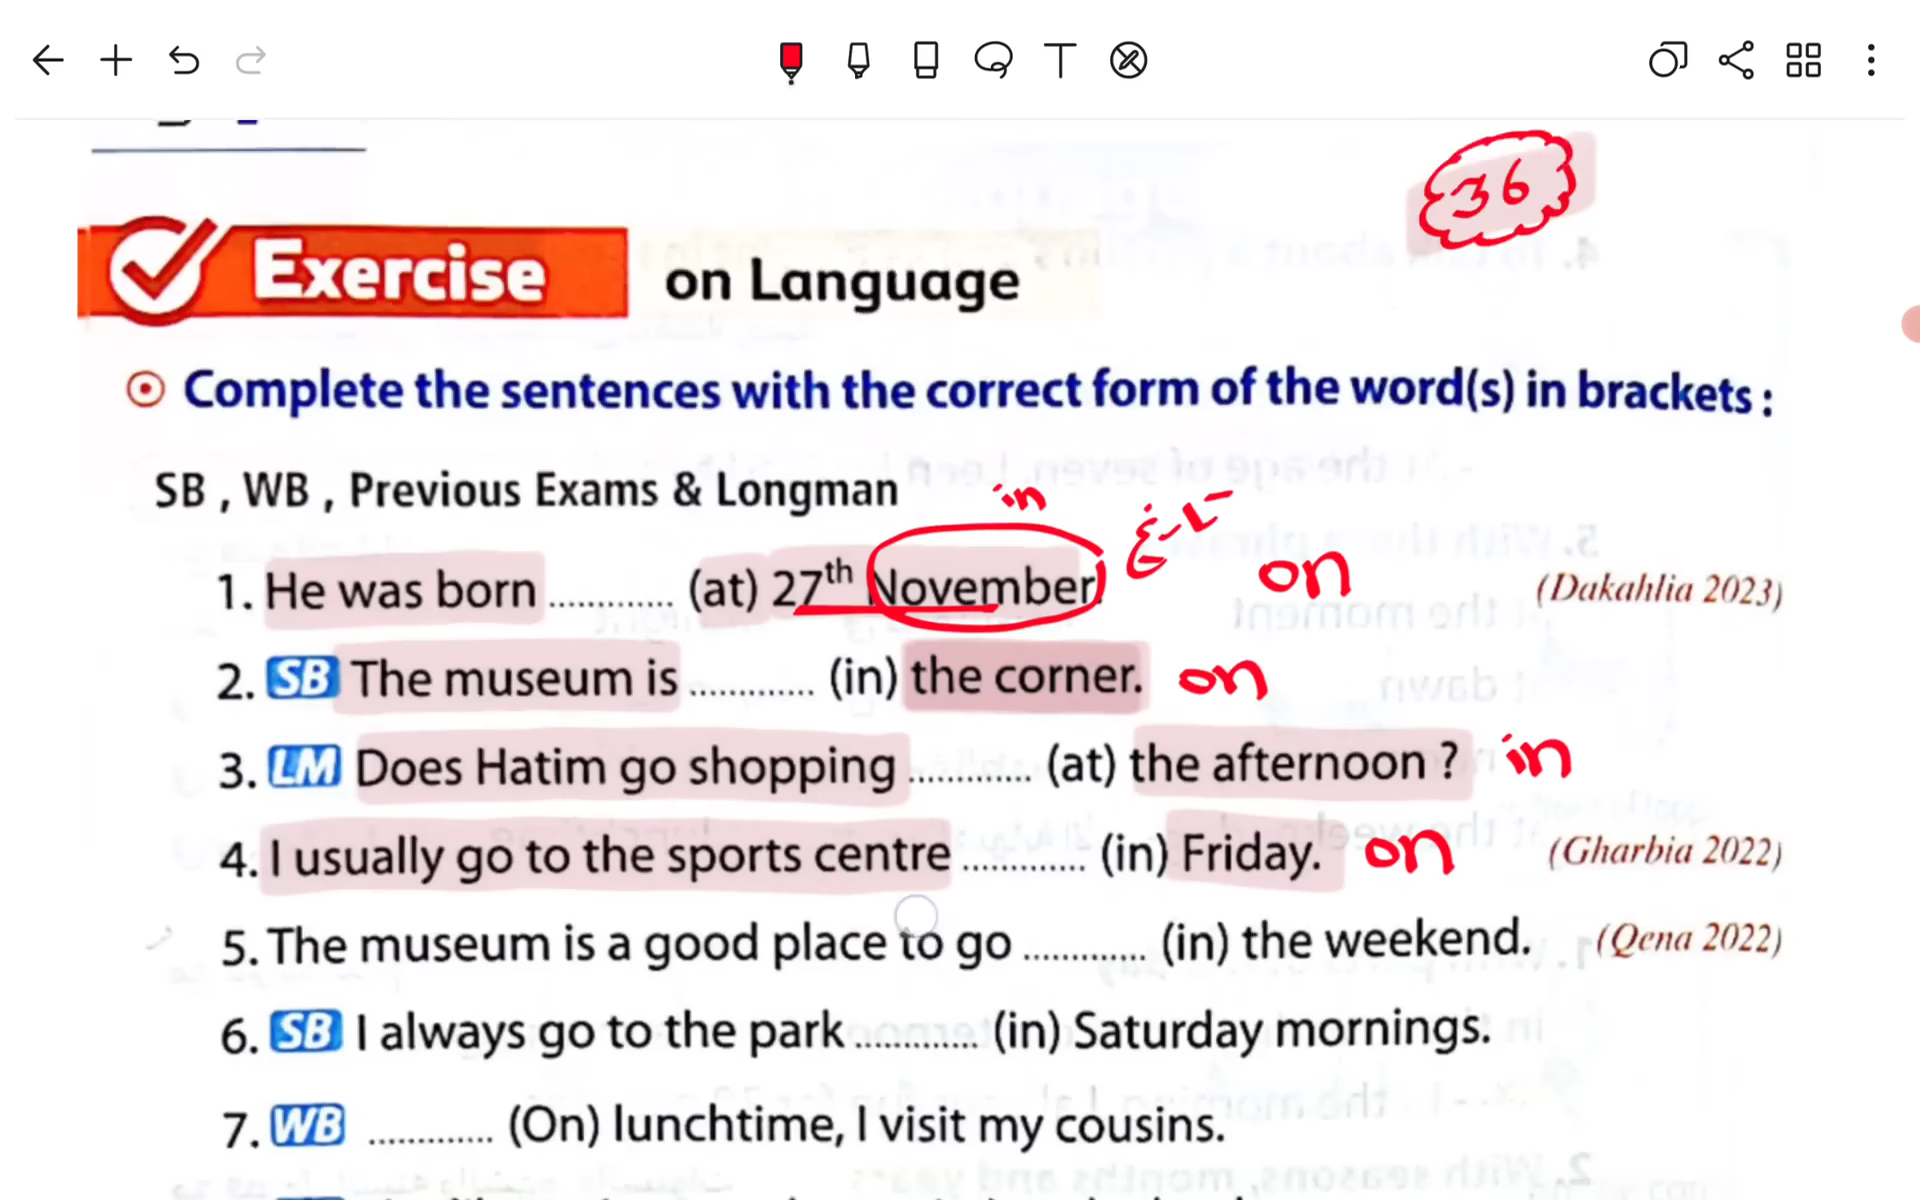 36
Exercise on Language
Complete the sentences with the correct form of the word(s) in brackets :
SB , WB , Previous Exams & Longman
in
1. He was born ............. (at) 27th November. on (Dakahlia 2023)
2. SB The museum is ............. (in) the corner. on
3. LM Does Hatim go shopping ............. (at) the afternoon ? in
4. I usually go to the sports centre ............. (in) Friday. on (Gharbia 2022)
5. The museum is a good place to go ............. (in) the weekend. (Qena 2022)
6. SB I always go to the park ............. (in) Saturday mornings.
7. WB ............. (On) lunchtime, I visit my cousins.